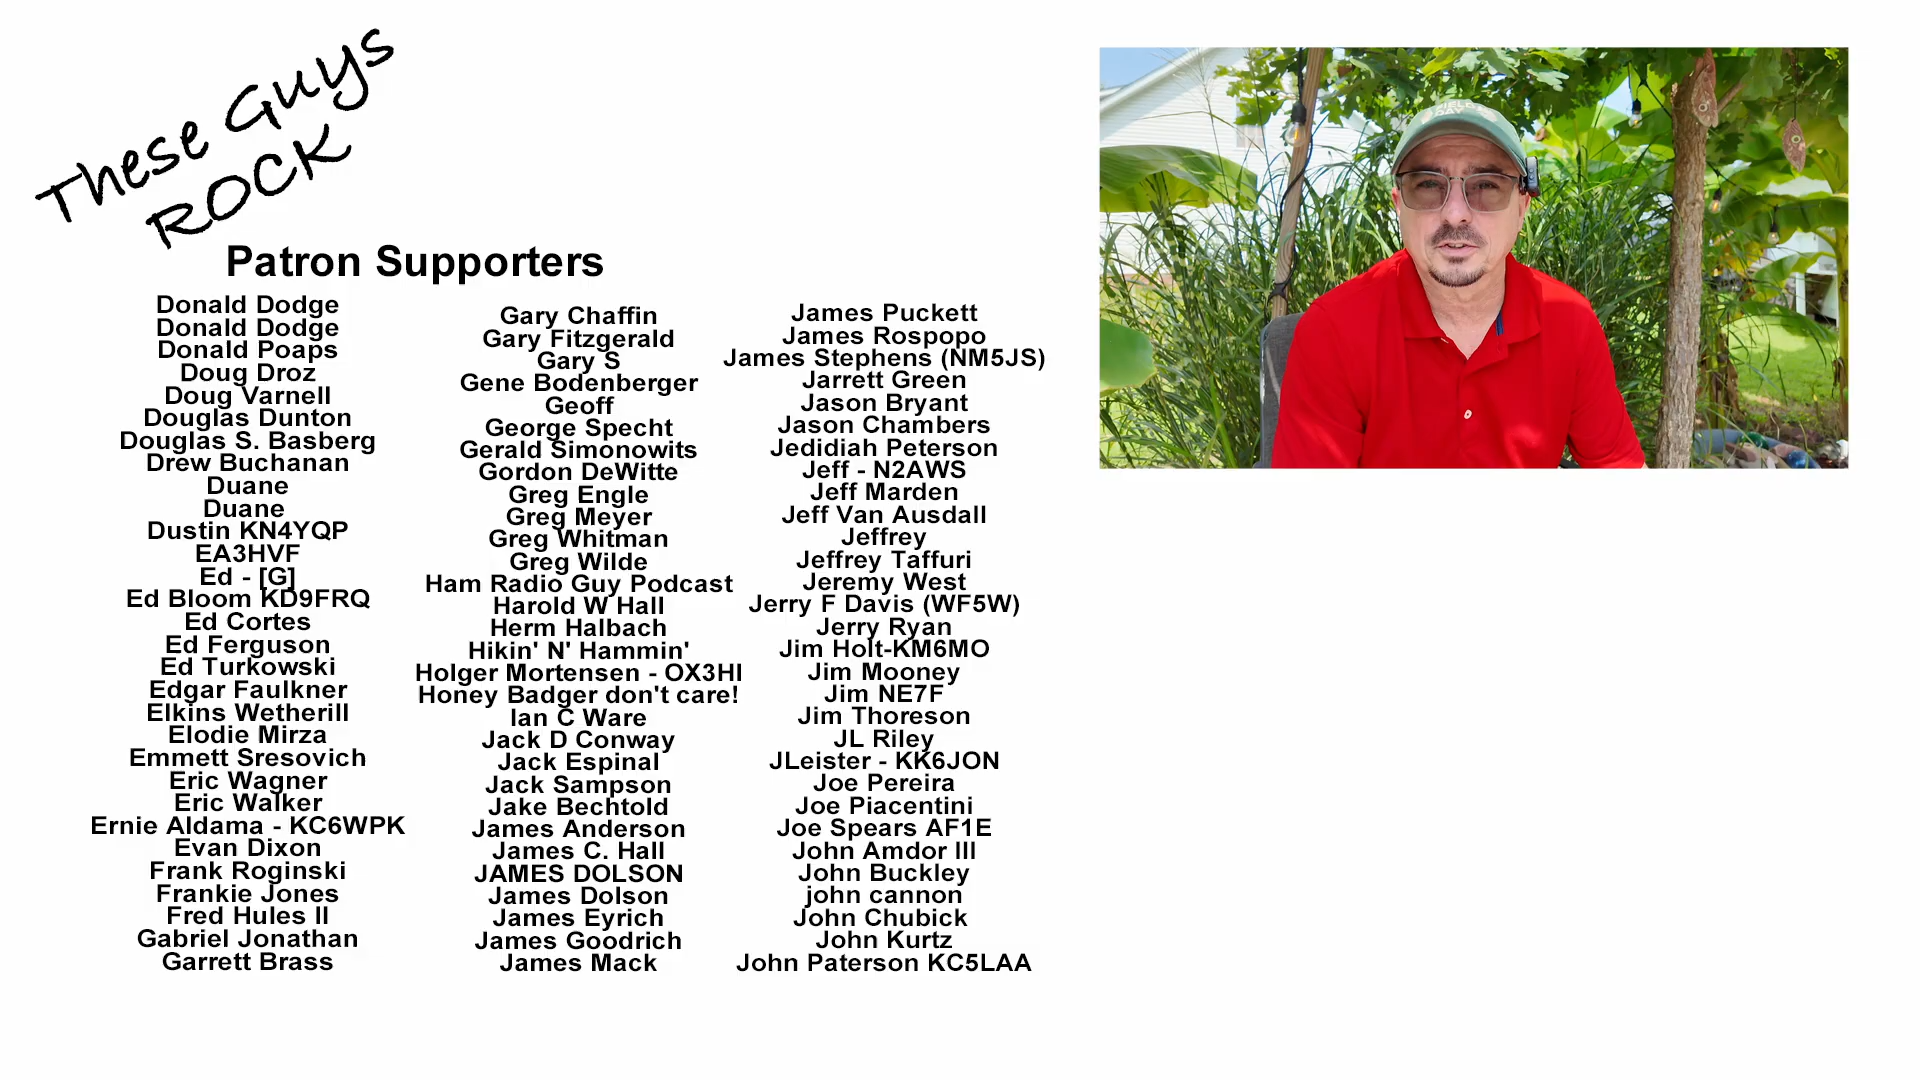 These Guys
ROCK
Patron Supporters
Donald Dodge
Donald Dodge
Donald Poaps
Doug Droz
Doug Varnell
Douglas Dunton
Douglas S. Basberg
Drew Buchanan
Duane
Duane
Dustin KN4YQP
EA3HVF
Ed - [G]
Ed Bloom KD9FRQ
Ed Cortes
Ed Ferguson
Ed Turkowski
Edgar Faulkner
Elkins Wetherill
Elodie Mirza
Emmett Sresovich
Eric Wagner
Eric Walker
Ernie Aldama - KC6WPK
Evan Dixon
Frank Roginski
Frankie Jones
Fred Hules II
Gabriel Jonathan
Garrett Brass
Gary Chaffin
Gary Fitzgerald
Gary S
Gene Bodenberger
Geoff
George Specht
Gerald Simonowits
Gordon DeWitte
Greg Engle
Greg Meyer
Greg Whitman
Greg Wilde
Ham Radio Guy Podcast
Harold W Hall
Herm Halbach
Hikin' N' Hammin'
Holger Mortensen - OX3HI
Honey Badger don't care!
Ian C Ware
Jack D Conway
Jack Espinal
Jack Sampson
Jake Bechtold
James Anderson
James C. Hall
JAMES DOLSON
James Dolson
James Eyrich
James Goodrich
James Mack
James Puckett
James Rospopo
James Stephens (NM5JS)
Jarrett Green
Jason Bryant
Jason Chambers
Jedidiah Peterson
Jeff - N2AWS
Jeff Marden
Jeff Van Ausdall
Jeffrey
Jeffrey Taffuri
Jeremy West
Jerry F Davis (WF5W)
Jerry Ryan
Jim Holt-KM6MO
Jim Mooney
Jim NE7F
Jim Thoreson
JL Riley
JLeister - KK6JON
Joe Pereira
Joe Piacentini
Joe Spears AF1E
John Amdor III
John Buckley
john cannon
John Chubick
John Kurtz
John Paterson KC5LAA
FIELD
DAY